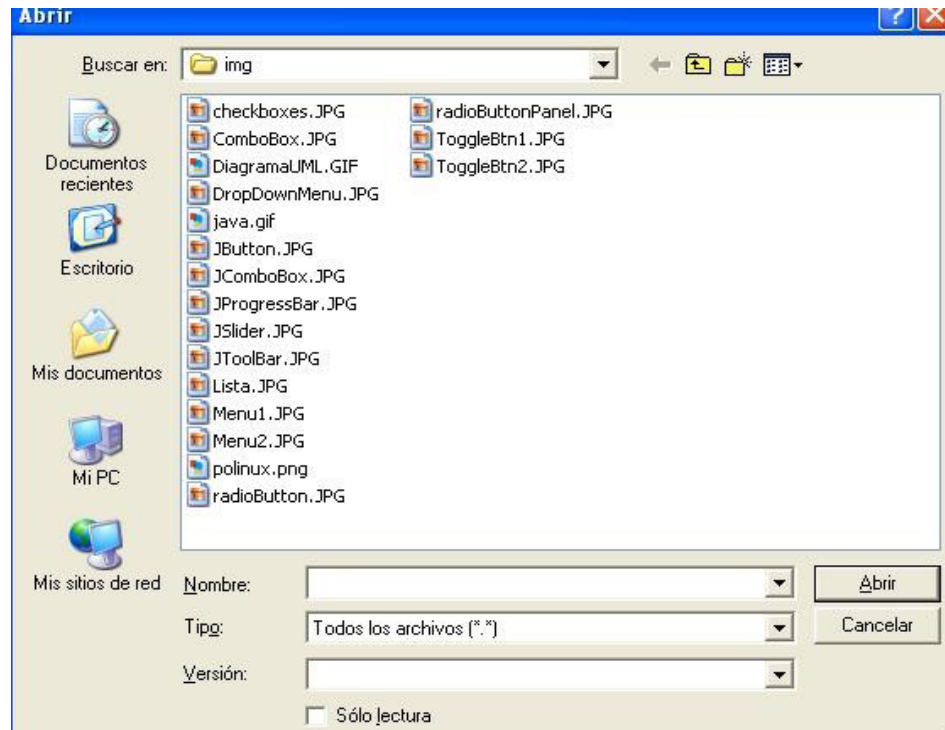 Abrir
Buscar en: img
Documentos
recientes
Escritorio
Mis documentos
Mi PC
Mis sitios de red
checkboxes.JPG
ComboBox.JPG
DiagramaUML.GIF
DropDownMenu.JPG
java.gif
JButton.JPG
JComboBox.JPG
JProgressBar.JPG
JSlider.JPG
JToolBar.JPG
Lista.JPG
Menu1.JPG
Menu2.JPG
polinux.png
radioButton.JPG
radioButtonPanel.JPG
ToggleBtn1.JPG
ToggleBtn2.JPG
Nombre:
Abrir
Tipo: Todos los archivos (*.*)
Cancelar
Versión:
Sólo lectura